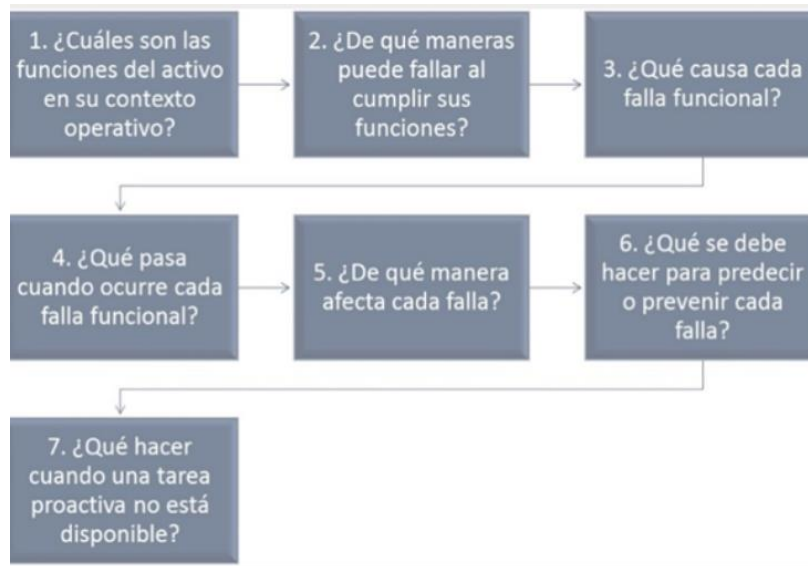 1. ¿Cuáles son las
funciones del activo
en su contexto
operativo?
2. ¿De qué maneras
puede fallar al
cumplir sus
funciones?
3. ¿Qué causa cada
falla funcional?
4. ¿Qué pasa
cuando ocurre cada
falla funcional?
5. ¿De qué manera
afecta cada falla?
6. ¿Qué se debe
hacer para predecir
o prevenir cada
falla?
7. ¿Qué hacer
cuando una tarea
proactiva no está
disponible?